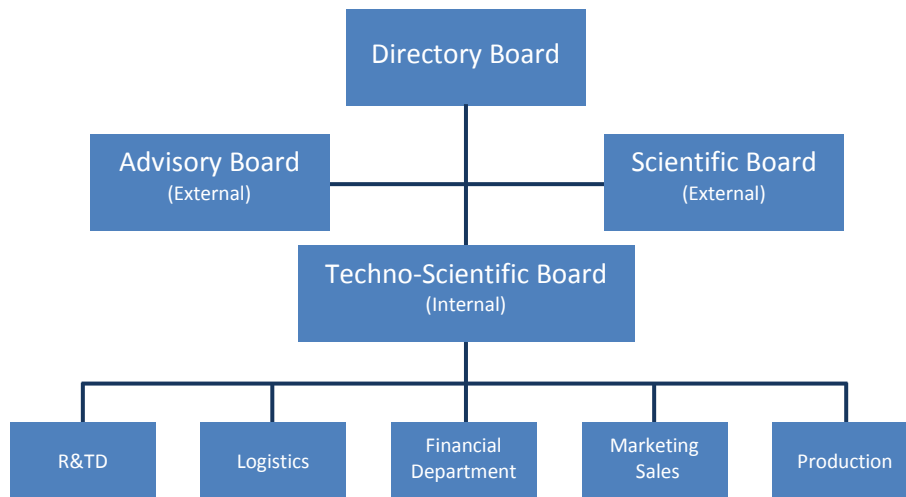 Directory Board
Advisory Board
(External)
Scientific Board
(External)
Techno-Scientific Board
(Internal)
R&TD
Logistics
Financial
Department
Marketing
Sales
Production